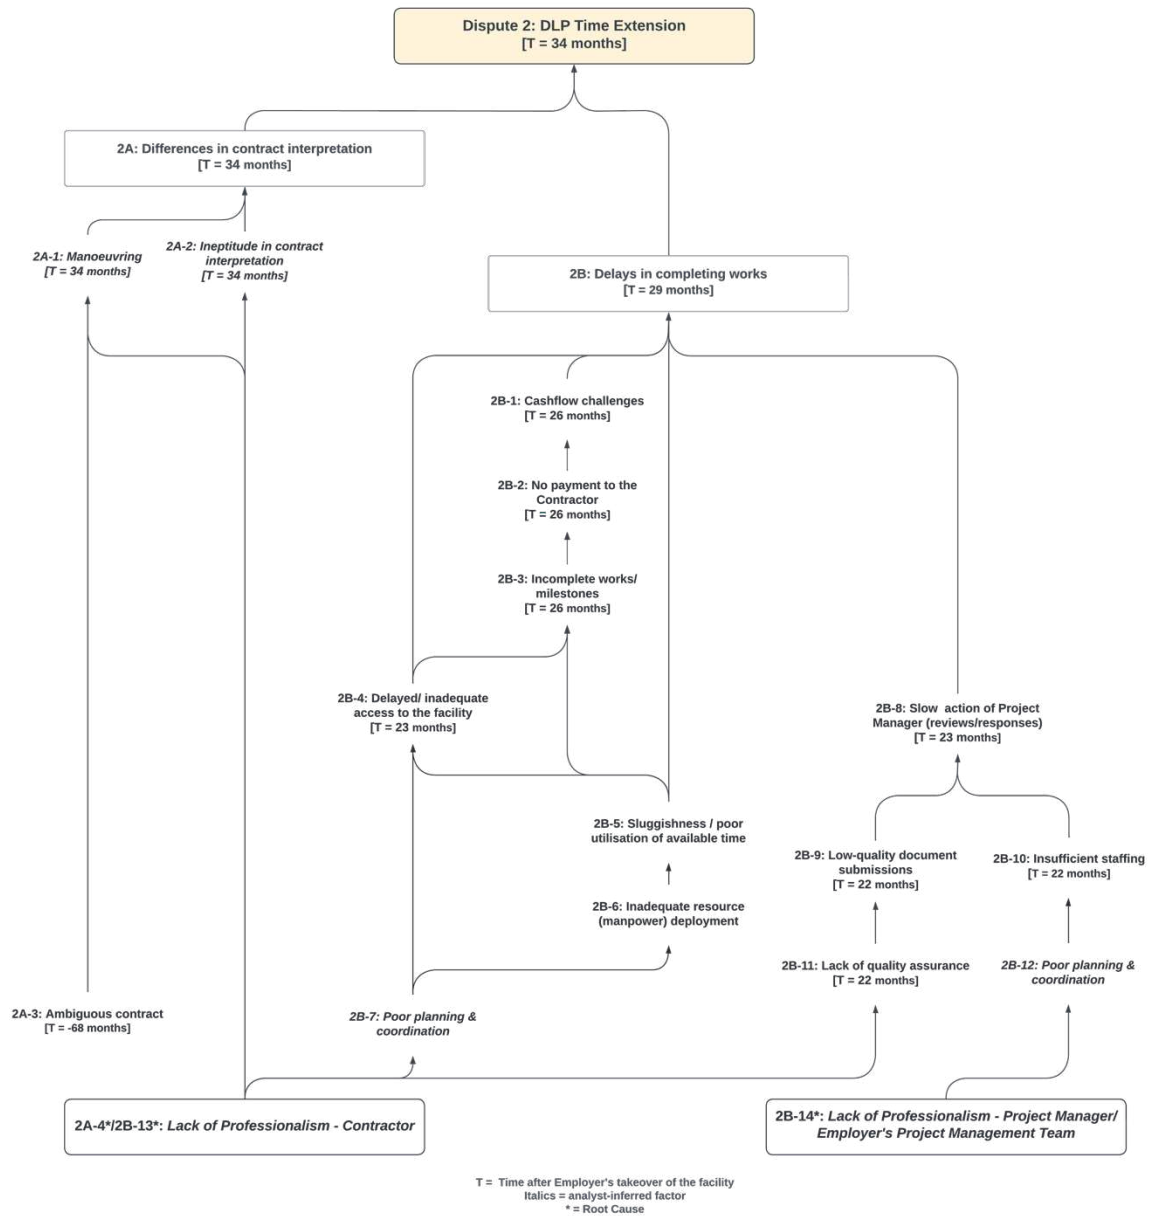 Dispute 2: DLP Time Extension
[T = 34 months]
2A: Differences in contract interpretation
[T = 34 months]
2A-1: Manoeuvring
[T = 34 months]
2A-2: Ineptitude in contract
interpretation
[T = 34 months]
2B: Delays in completing works
[T = 29 months]
2B-1: Cashflow challenges
[T = 26 months]
2B-2: No payment to the
Contractor
[T = 26 months]
2B-3: Incomplete works/
milestones
[T = 26 months]
2B-4: Delayed/ inadequate
access to the facility
[T = 23 months]
2B-8: Slow action of Project
Manager (reviews/responses)
[T = 23 months]
2B-5: Sluggishness / poor
utilisation of available time
2B-9: Low-quality document
submissions
[T = 22 months]
2B-10: Insufficient staffing
[T = 22 months]
2B-6: Inadequate resource
(manpower) deployment
2B-11: Lack of quality assurance
[T = 22 months]
2B-12: Poor planning &
coordination
2A-3: Ambiguous contract
[T = -68 months]
2B-7: Poor planning &
coordination
2A-4*/2B-13*: Lack of Professionalism - Contractor
2B-14*: Lack of Professionalism - Project Manager/
Employer's Project Management Team
T = Time after Employer's takeover of the facility
Italics = analyst-inferred factor
* = Root Cause